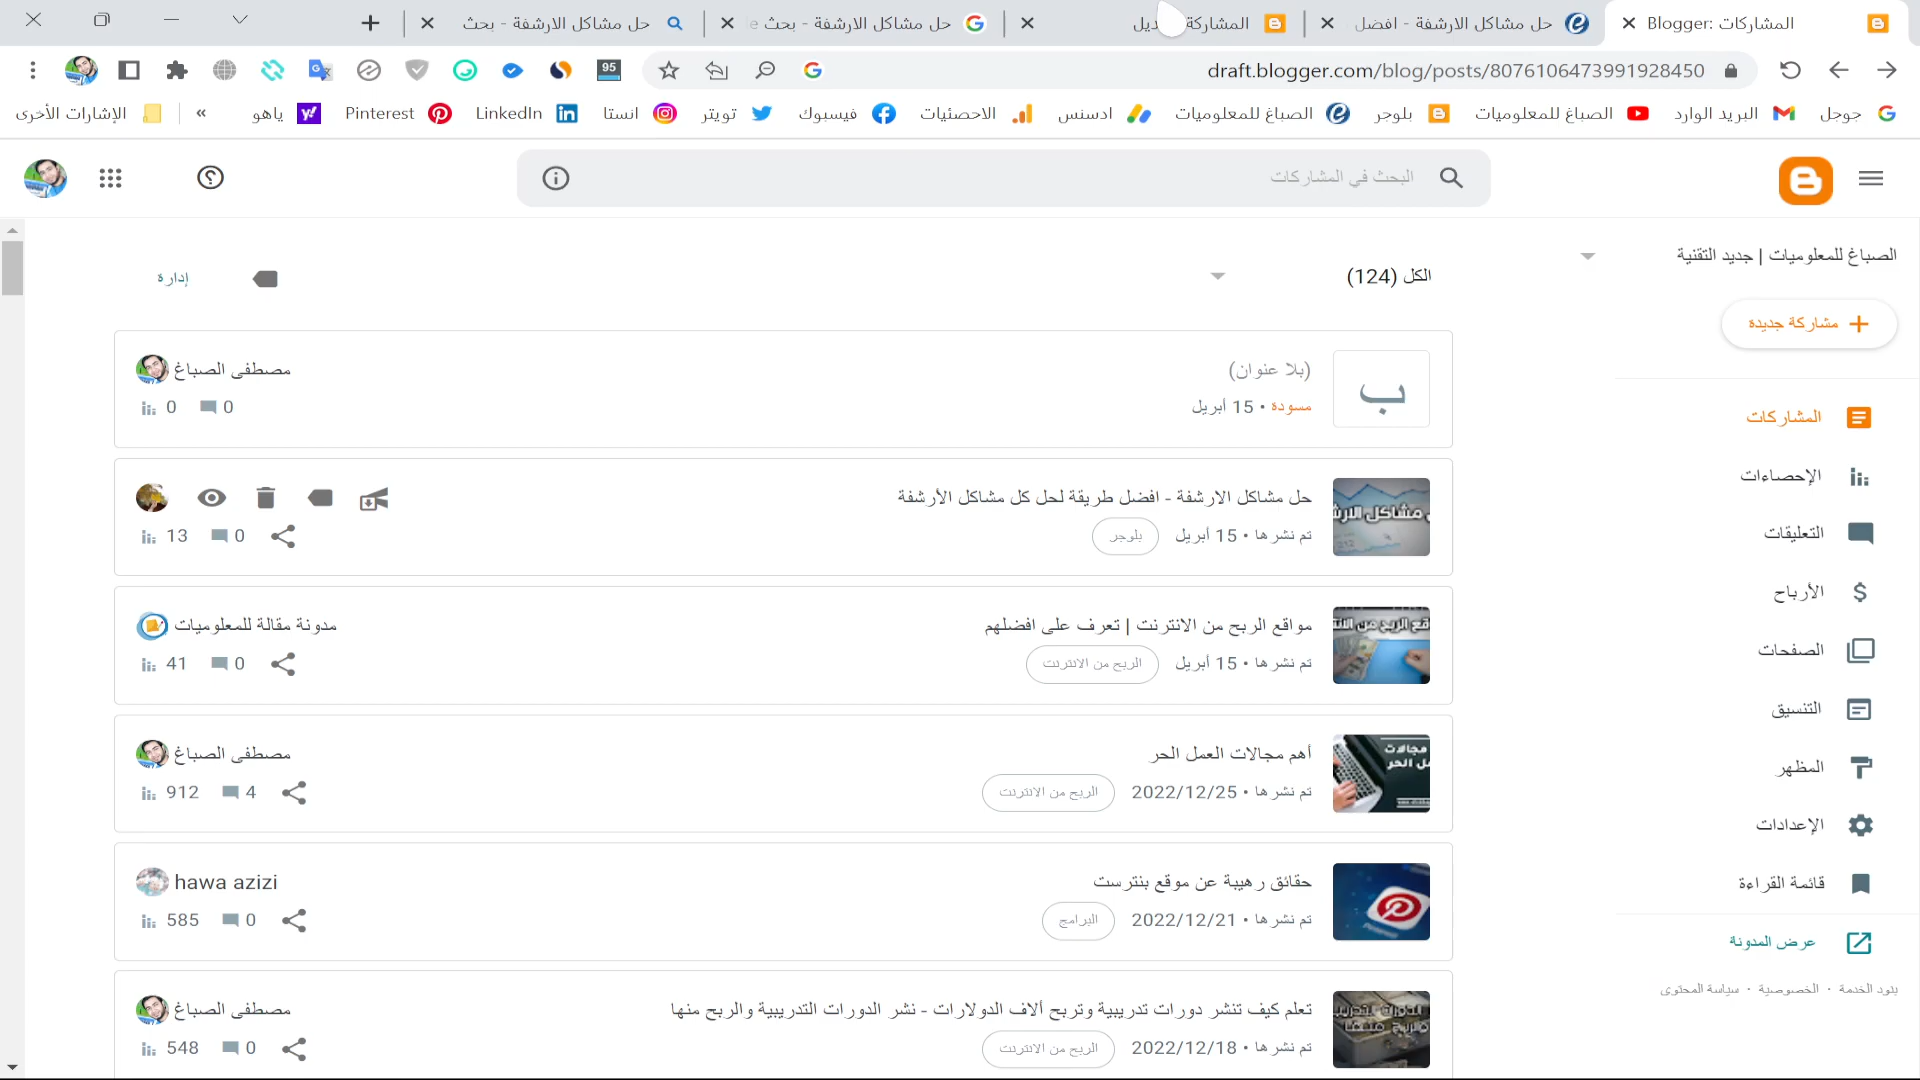 Blogger: المشاركات
حل مشاكل الارشفة - افضل
حل مشاكل الارشفة - بحث
حل مشاكل الارشفة - بحث
draft.blogger.com/blog/posts/8076106473991928450
95
جوجل
البريد الوارد
الصباغ للمعلوميات
بلوجر
الصباغ للمعلوميات
ادسنس
الاحصئيات
فيسبوك
تويتر
انستا
LinkedIn
Pinterest
ياهو
»
الإشارات الأخرى
البحث في المشاركات
الصباغ للمعلوميات | جديد التقنية
مشاركة جديدة
المشاركات
الإحصاءات
التعليقات
الأرباح
الصفحات
التنسيق
المظهر
الإعدادات
قائمة القراءة
عرض المدونة
بنود الخدمة · الخصوصية · سياسة المحتوى
الكل (124)
إدارة
ب
(بلا عنوان)
مسودة • 15 أبريل
مصطفى الصباغ
0 0
حل مشاكل الارشفة - افضل طريقة لحل كل مشاكل الأرشفة
تم نشرها • 15 أبريل
بلوجر
13 0
مواقع الربح من الانترنت | تعرف على افضلهم
تم نشرها • 15 أبريل
الربح من الانترنت
مدونة مقالة للمعلوميات
41 0
أهم مجالات العمل الحر
تم نشرها • 2022/12/25
الربح من الانترنت
مصطفى الصباغ
912 4
حقائق رهيبة عن موقع بنترست
تم نشرها • 2022/12/21
البرامج
hawa azizi
585 0
تعلم كيف تنشر دورات تدريبية وتربح ألاف الدولارات - نشر الدورات التدريبية والربح منها
تم نشرها • 2022/12/18
الربح من الانترنت
مصطفى الصباغ
548 0